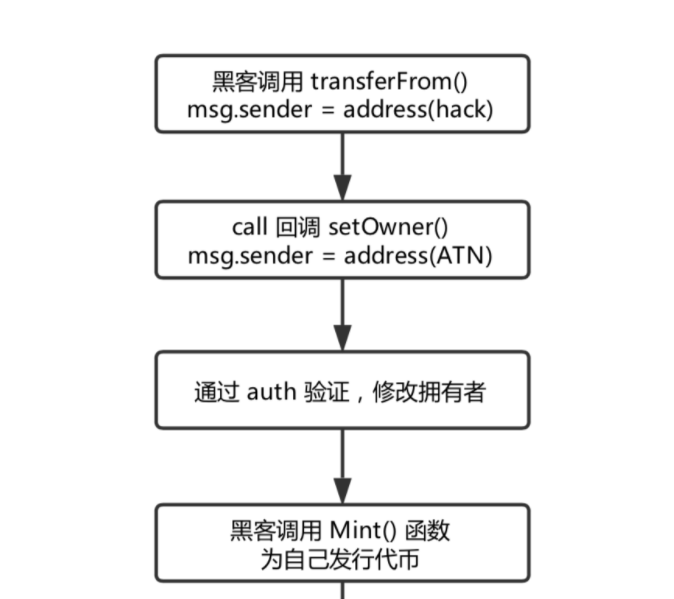 黑客调用 transferFrom()
msg.sender = address(hack)
call 回调 setOwner()
msg.sender = address(ATN)
通过 auth 验证，修改拥有者
黑客调用 Mint() 函数
为自己发行代币